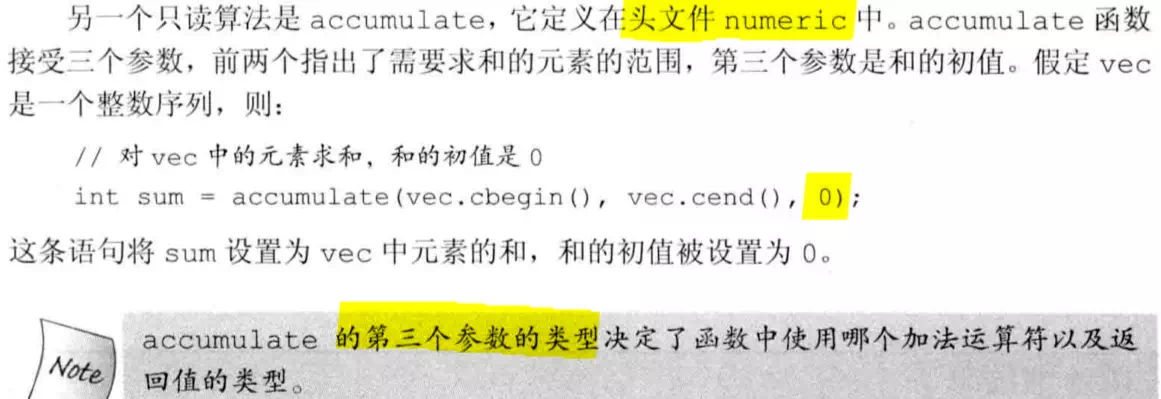 另一个只读算法是 accumulate，它定义在头文件 numeric 中。accumulate 函数
接受三个参数，前两个指出了需要求和的元素的范围，第三个参数是和的初值。假定 vec
是一个整数序列，则：
// 对 vec 中的元素求和，和的初值是 0
int sum = accumulate(vec.cbegin(), vec.cend(), 0);
这条语句将 sum 设置为 vec 中元素的和，和的初值被设置为 0。
Note
accumulate 的第三个参数的类型决定了函数中使用哪个加法运算符以及返
回值的类型。